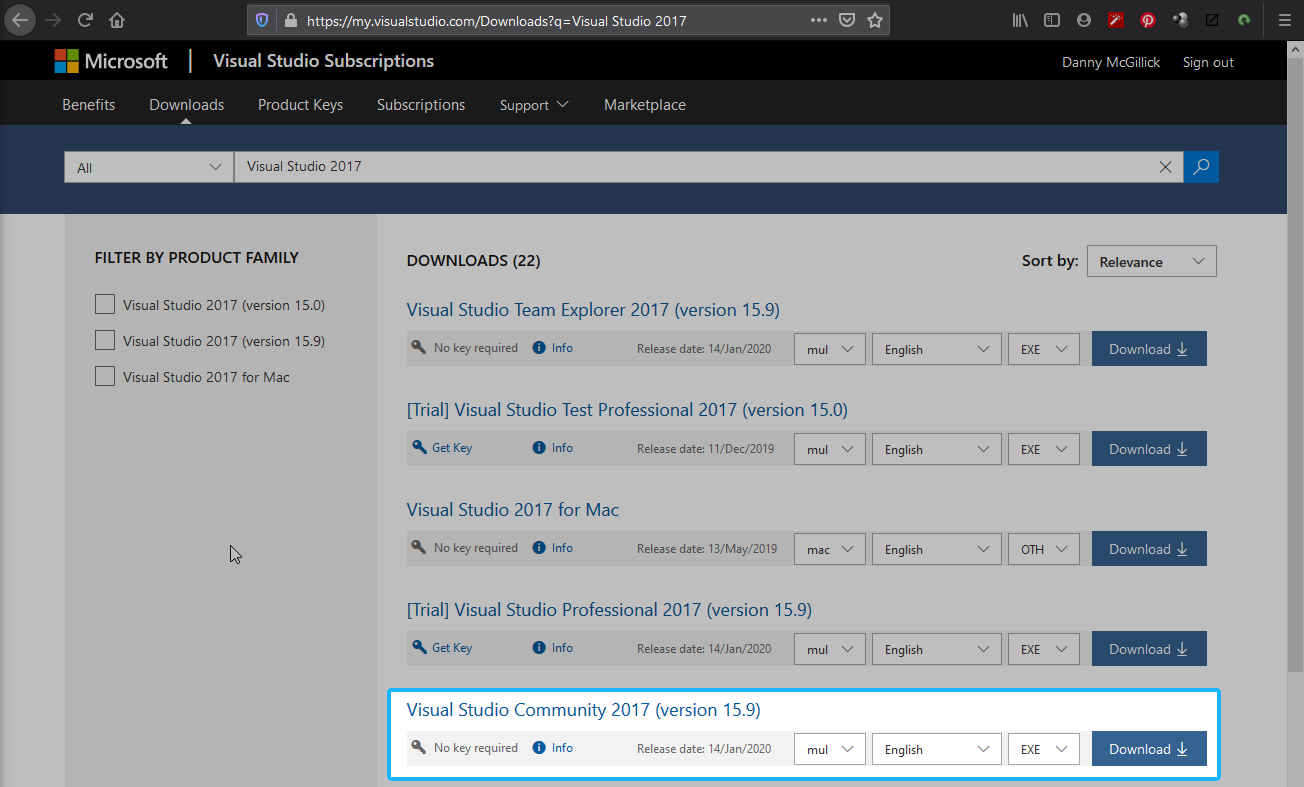 https://my.visualstudio.com/Downloads?q=Visual Studio 2017
Microsoft | Visual Studio Subscriptions
Danny McGillick Sign out
Benefits Downloads Product Keys Subscriptions Support Marketplace
All Visual Studio 2017
FILTER BY PRODUCT FAMILY
Visual Studio 2017 (version 15.0)
Visual Studio 2017 (version 15.9)
Visual Studio 2017 for Mac
DOWNLOADS (22)
Sort by: Relevance
Visual Studio Team Explorer 2017 (version 15.9)
No key required Info Release date: 14/Jan/2020 mul English EXE Download
[Trial] Visual Studio Test Professional 2017 (version 15.0)
Get Key Info Release date: 11/Dec/2019 mul English EXE Download
Visual Studio 2017 for Mac
No key required Info Release date: 13/May/2019 mac English OTH Download
[Trial] Visual Studio Professional 2017 (version 15.9)
Get Key Info Release date: 14/Jan/2020 mul English EXE Download
Visual Studio Community 2017 (version 15.9)
No key required Info Release date: 14/Jan/2020 mul English EXE Download